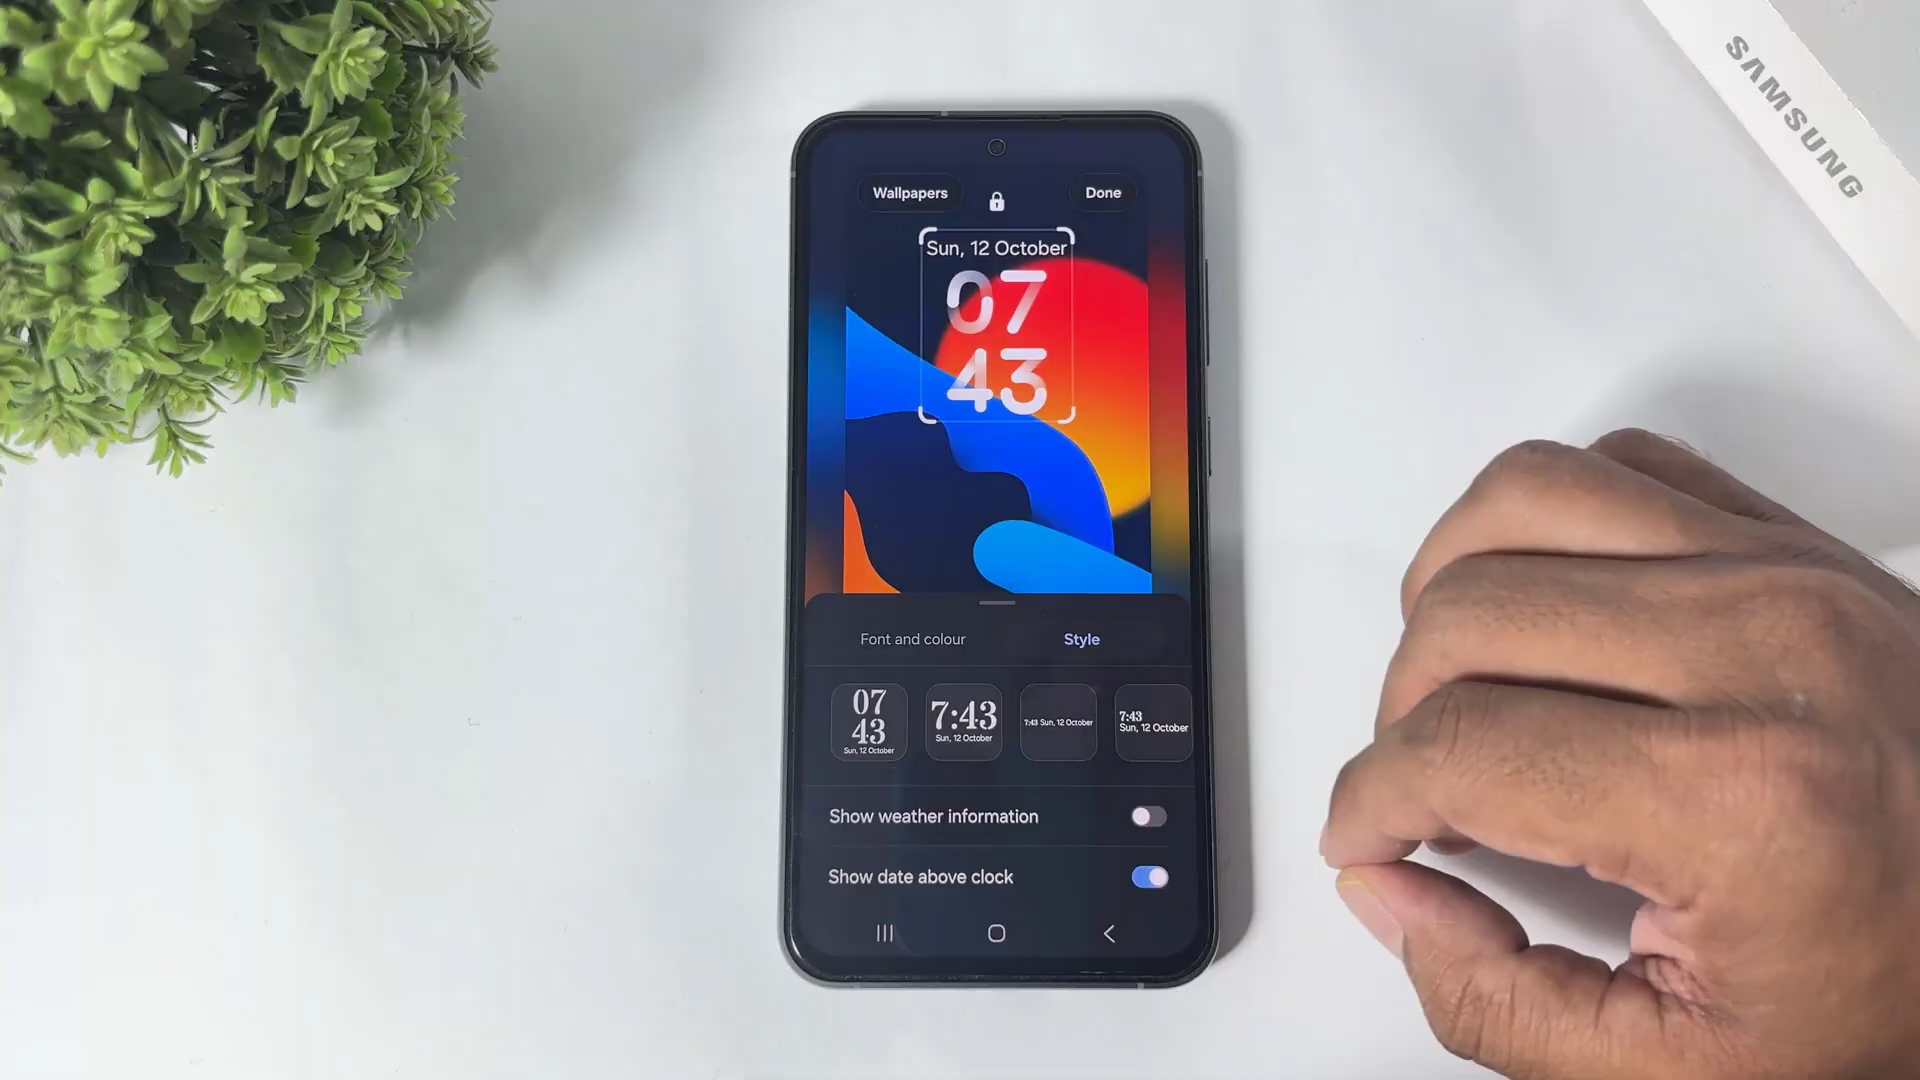 SAMSUNG
Wallpapers
Done
Sun, 12 October
07
43
Font and colour
Style
07
43
Sun, 12 October
7:43
Sun, 12 October
7:43 Sun, 12 October
7:43
Sun, 12 October
Show weather information
Show date above clock